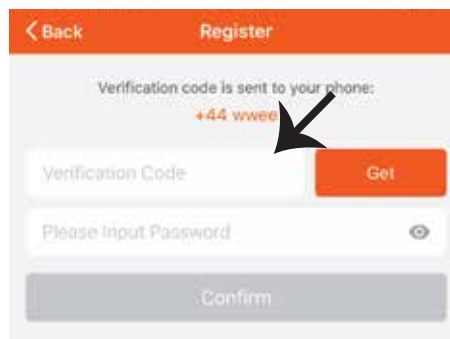 Back Register
Verification code is sent to your phone:
+44 wwee
Verification Code Get
Please Input Password
Confirm